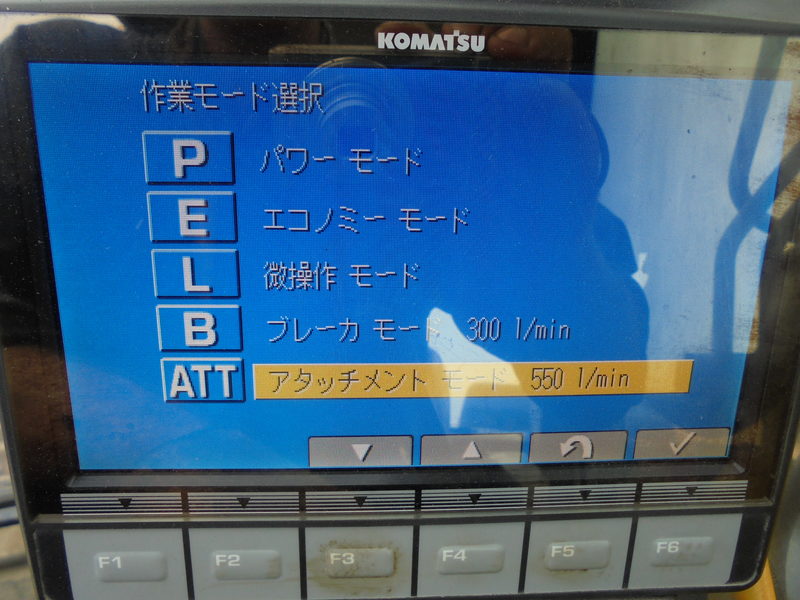 KOMATSU
作業モード選択
P パワー モード
E エコノミー モード
L 微操作 モード
B ブレーカ モード 300 l/min
ATT アタッチメント モード 550 l/min
F1 F2 F3 F4 F5 F6